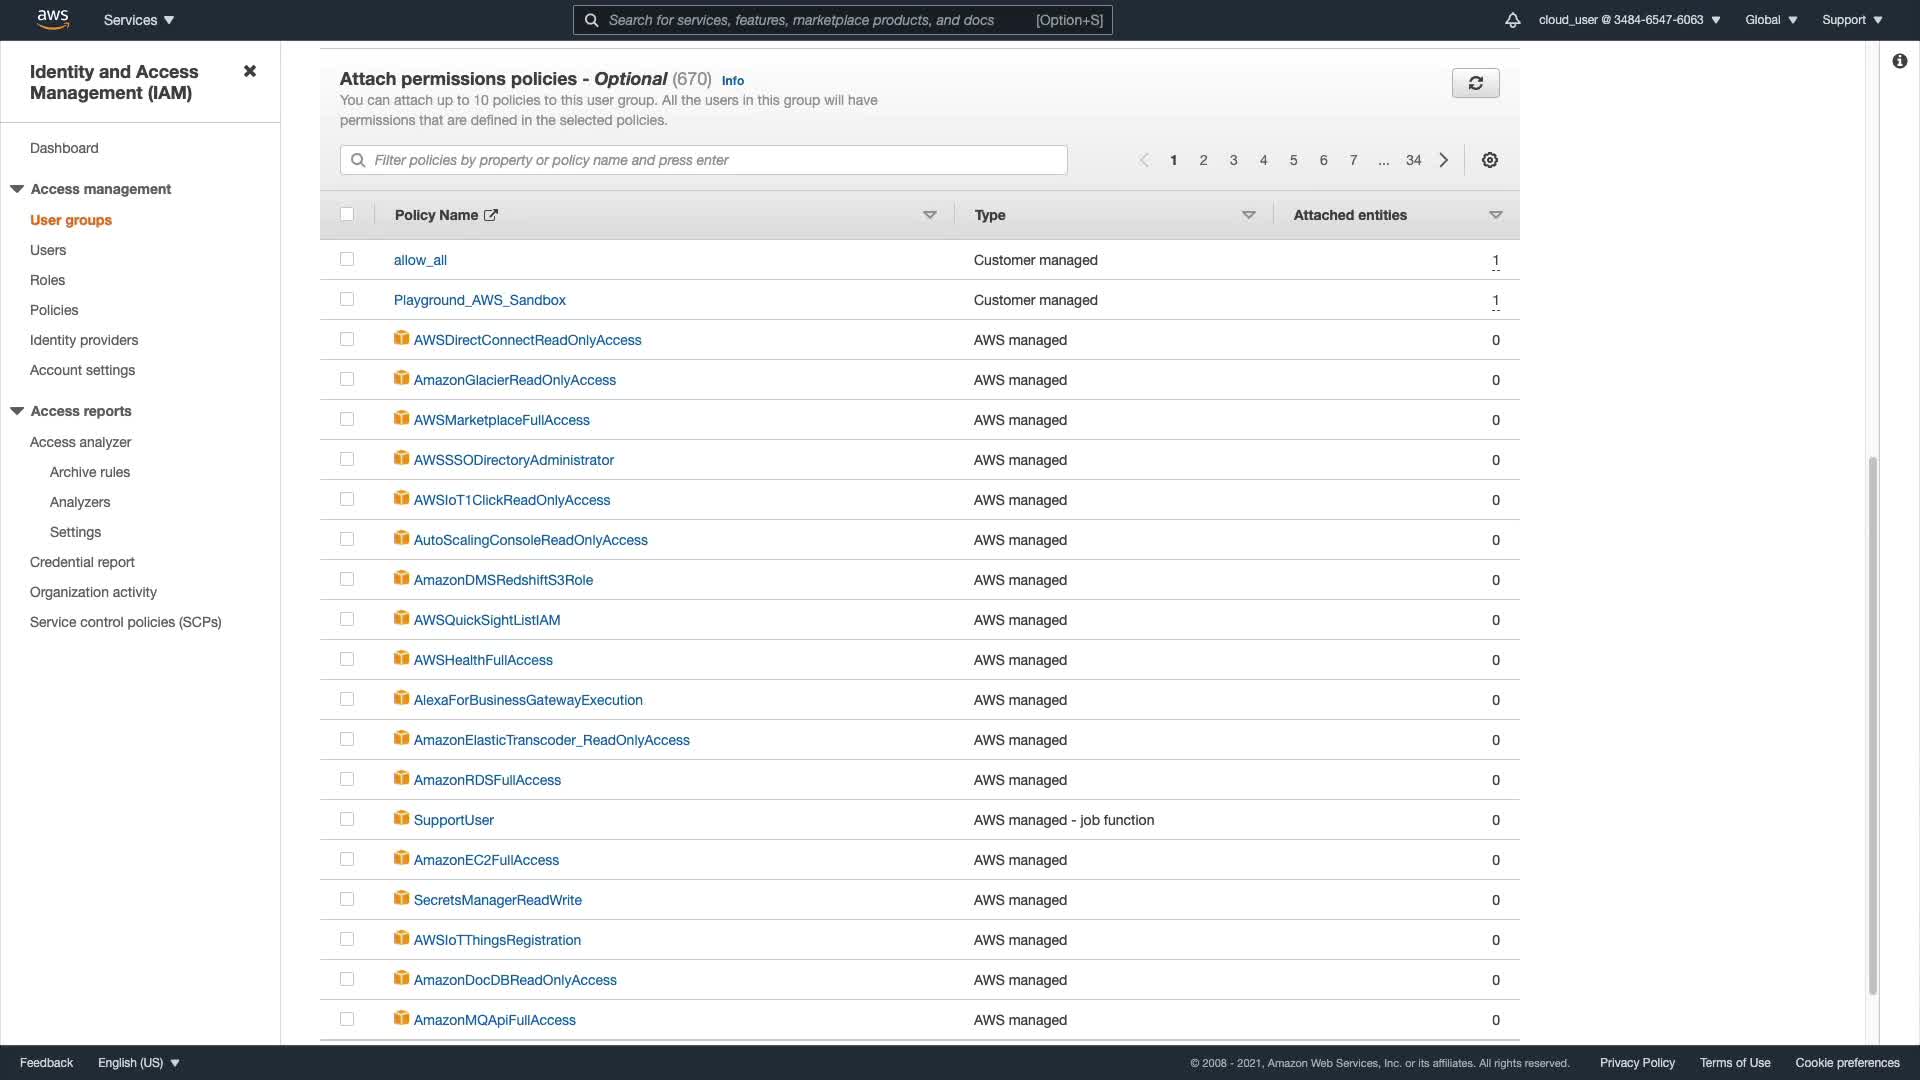 aws
Services
Search for services, features, marketplace products, and docs [Option+S]
cloud_user @ 3484-6547-6063
Global
Support
Identity and Access
Management (IAM)
Dashboard
Access management
User groups
Users
Roles
Policies
Identity providers
Account settings
Access reports
Access analyzer
Archive rules
Analyzers
Settings
Credential report
Organization activity
Service control policies (SCPs)
Attach permissions policies - Optional (670) Info
You can attach up to 10 policies to this user group. All the users in this group will have
permissions that are defined in the selected policies.
Filter policies by property or policy name and press enter
1 2 3 4 5 6 7 ... 34
Policy Name Type Attached entities
allow_all Customer managed 1
Playground_AWS_Sandbox Customer managed 1
AWSDirectConnectReadOnlyAccess AWS managed 0
AmazonGlacierReadOnlyAccess AWS managed 0
AWSMarketplaceFullAccess AWS managed 0
AWSSSODirectoryAdministrator AWS managed 0
AWSIoT1ClickReadOnlyAccess AWS managed 0
AutoScalingConsoleReadOnlyAccess AWS managed 0
AmazonDMSRedshiftS3Role AWS managed 0
AWSQuickSightListIAM AWS managed 0
AWSHealthFullAccess AWS managed 0
AlexaForBusinessGatewayExecution AWS managed 0
AmazonElasticTranscoder_ReadOnlyAccess AWS managed 0
AmazonRDSFullAccess AWS managed 0
SupportUser AWS managed - job function 0
AmazonEC2FullAccess AWS managed 0
SecretsManagerReadWrite AWS managed 0
AWSIoTThingsRegistration AWS managed 0
AmazonDocDBReadOnlyAccess AWS managed 0
AmazonMQApiFullAccess AWS managed 0
Feedback English (US) © 2008 - 2021, Amazon Web Services, Inc. or its affiliates. All rights reserved. Privacy Policy Terms of Use Cookie preferences